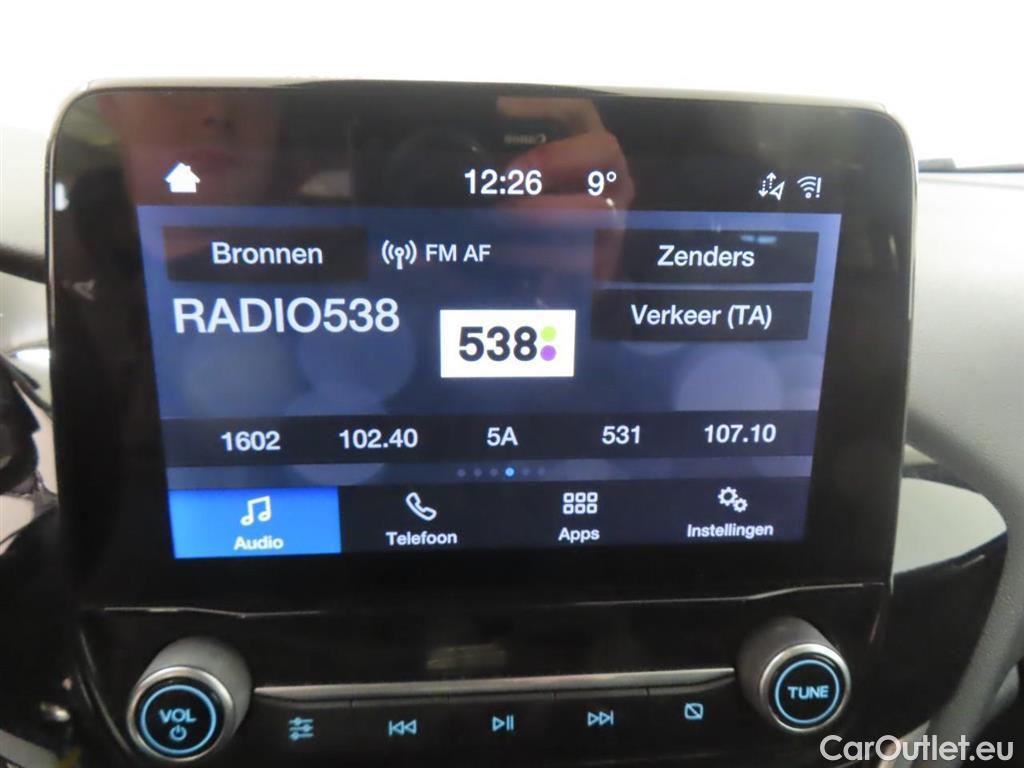 12:26 9°
Bronnen FM AF Zenders
RADIO538 538 Verkeer (TA)
1602 102.40 5A 531 107.10
Audio Telefoon Apps Instellingen
VOL TUNE
CarOutlet.eu